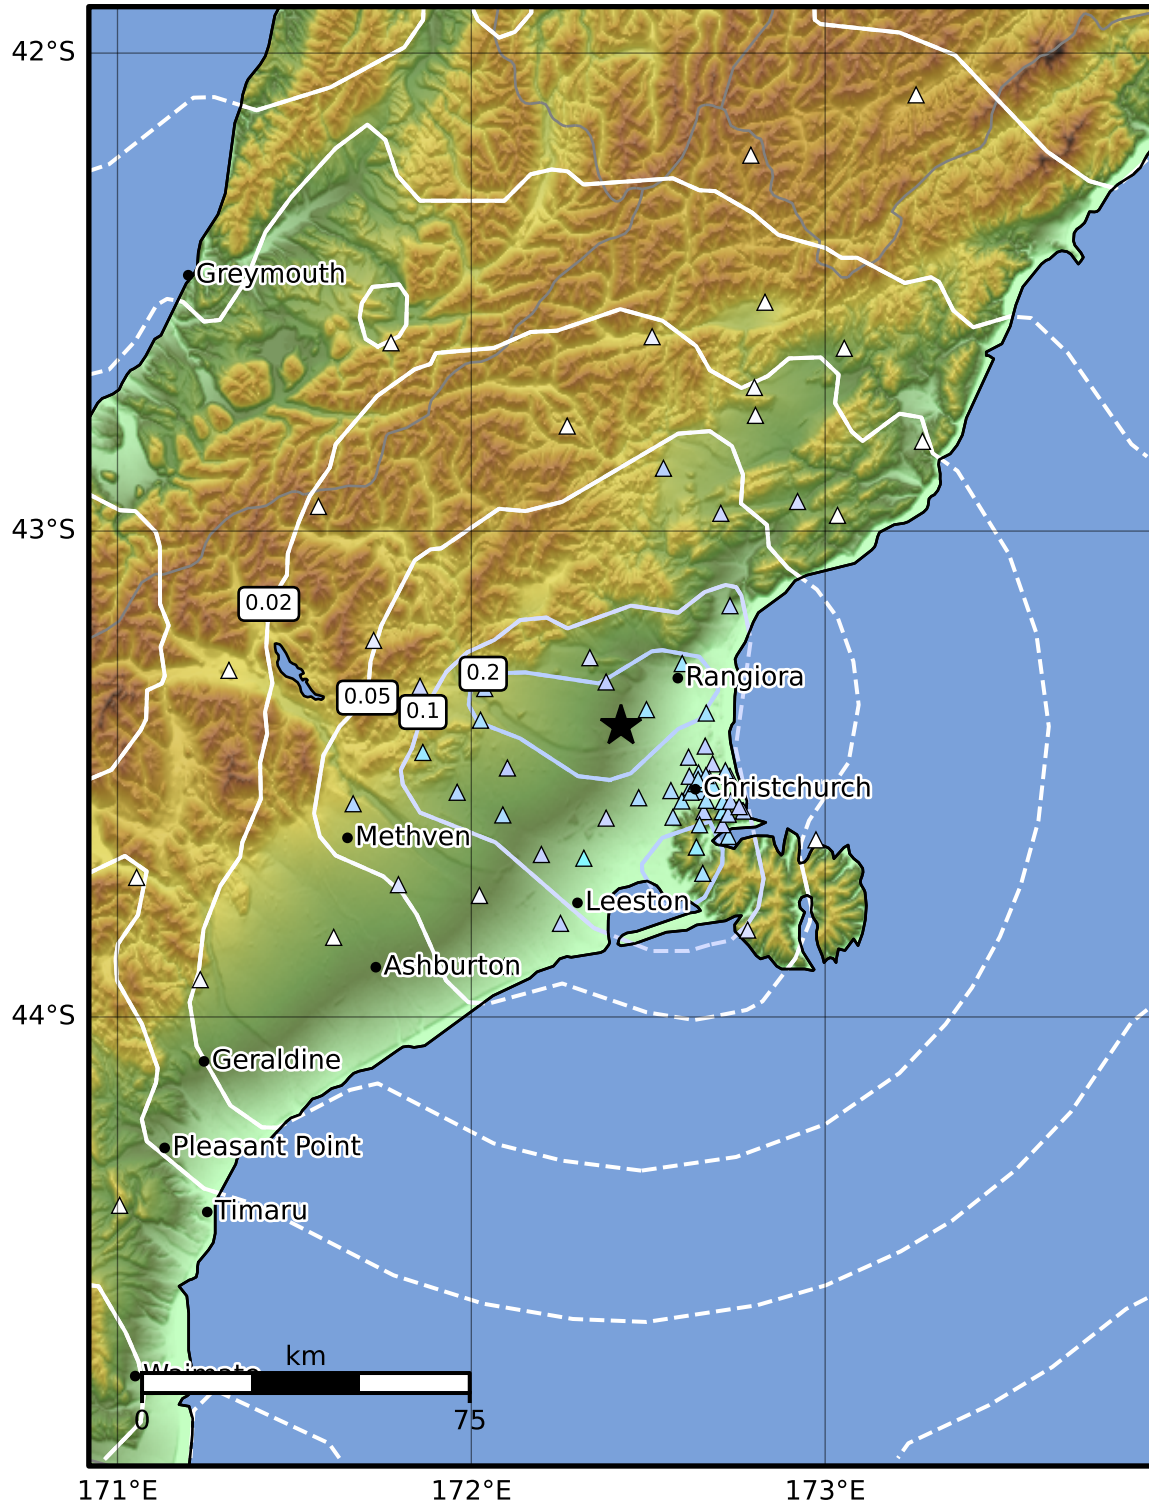 42°S
Greymouth
43°S
0.02
0.2
Rangiora
0.05
0.1
Christchurch
Methven
Leeston
Ashburton
44°S
Geraldine
Pleasant Point
Timaru
km
Waimate
0 75
171°E 172°E 173°E